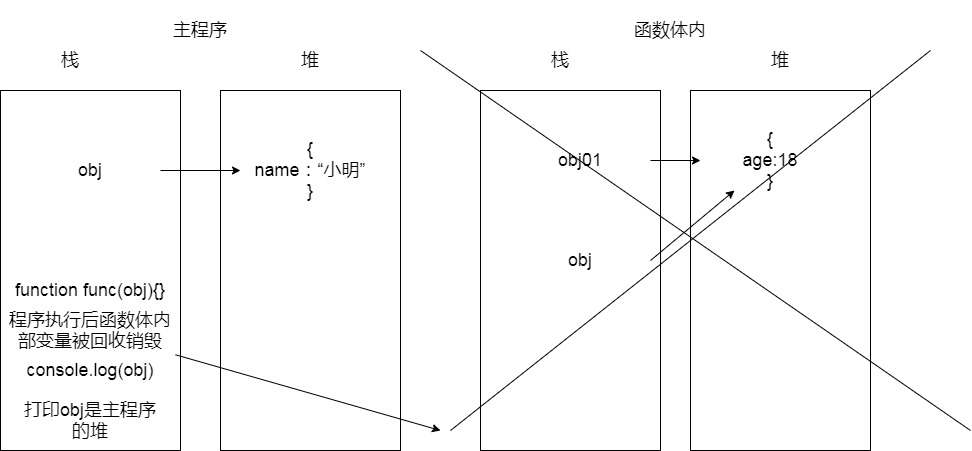 主程序
函数体内
栈
堆
栈
堆
obj
{
name：“小明”
}
function func(obj){}
程序执行后函数体内
部变量被回收销毁
console.log(obj)
打印obj是主程序
的堆
obj01
obj
{
age:18
}